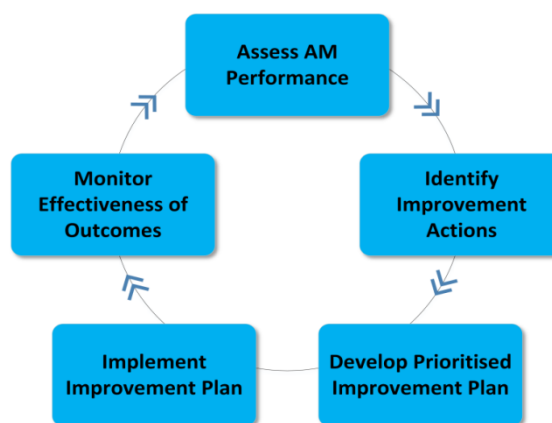 Assess AM
Performance
Identify
Improvement
Actions
Develop Prioritised
Improvement Plan
Implement
Improvement Plan
Monitor
Effectiveness of
Outcomes